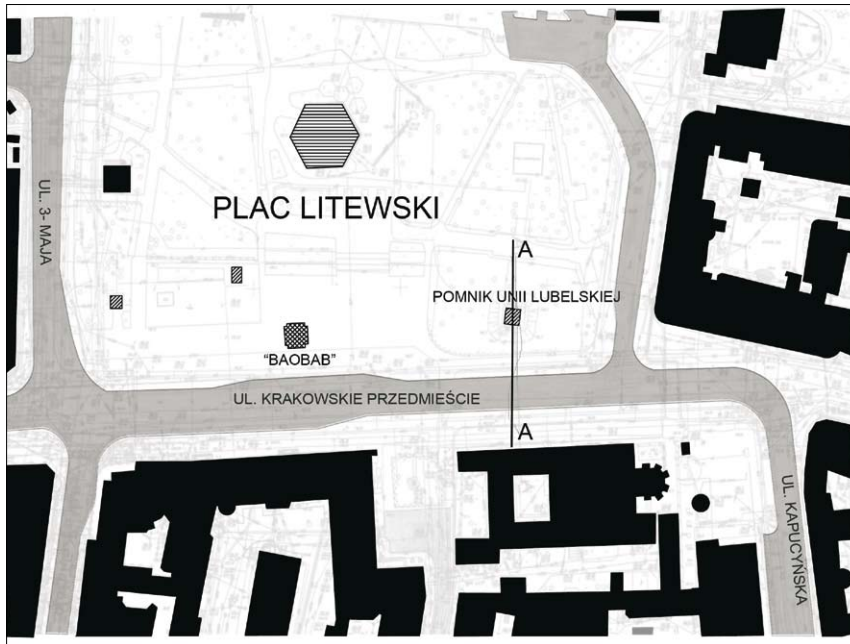 PLAC LITEWSKI
UL. 3- MAJA
A
POMNIK UNII LUBELSKIEJ
"BAOBAB"
UL. KRAKOWSKIE PRZEDMIEŚCIE
A
UL. KAPUCYŃSKA